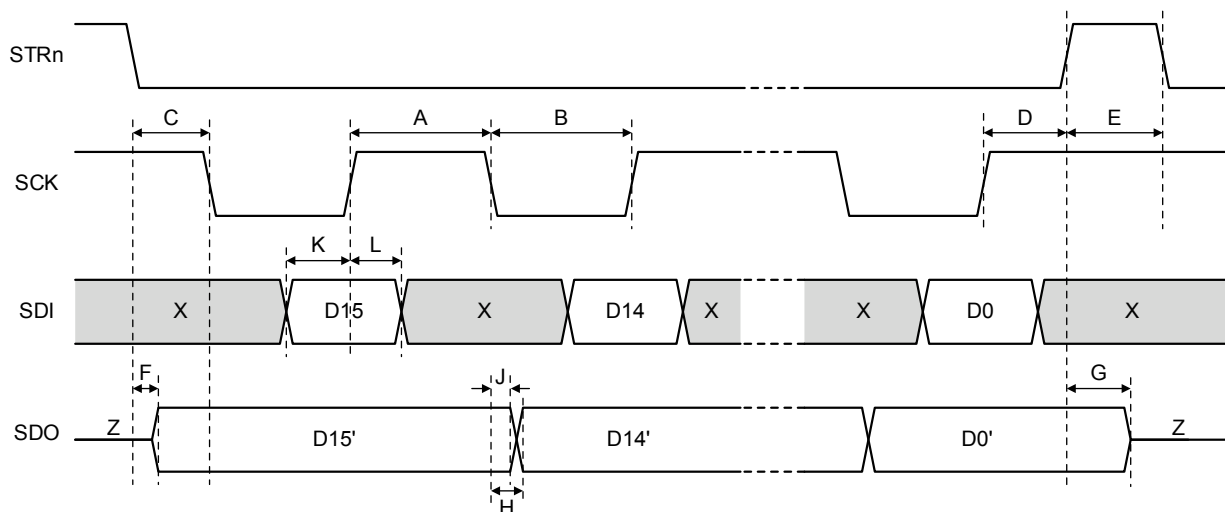 STRn
C A B D E
SCK
K L
SDI X D15 X D14 X X D0 X
F J G
SDO Z D15' D14' D0' Z
H